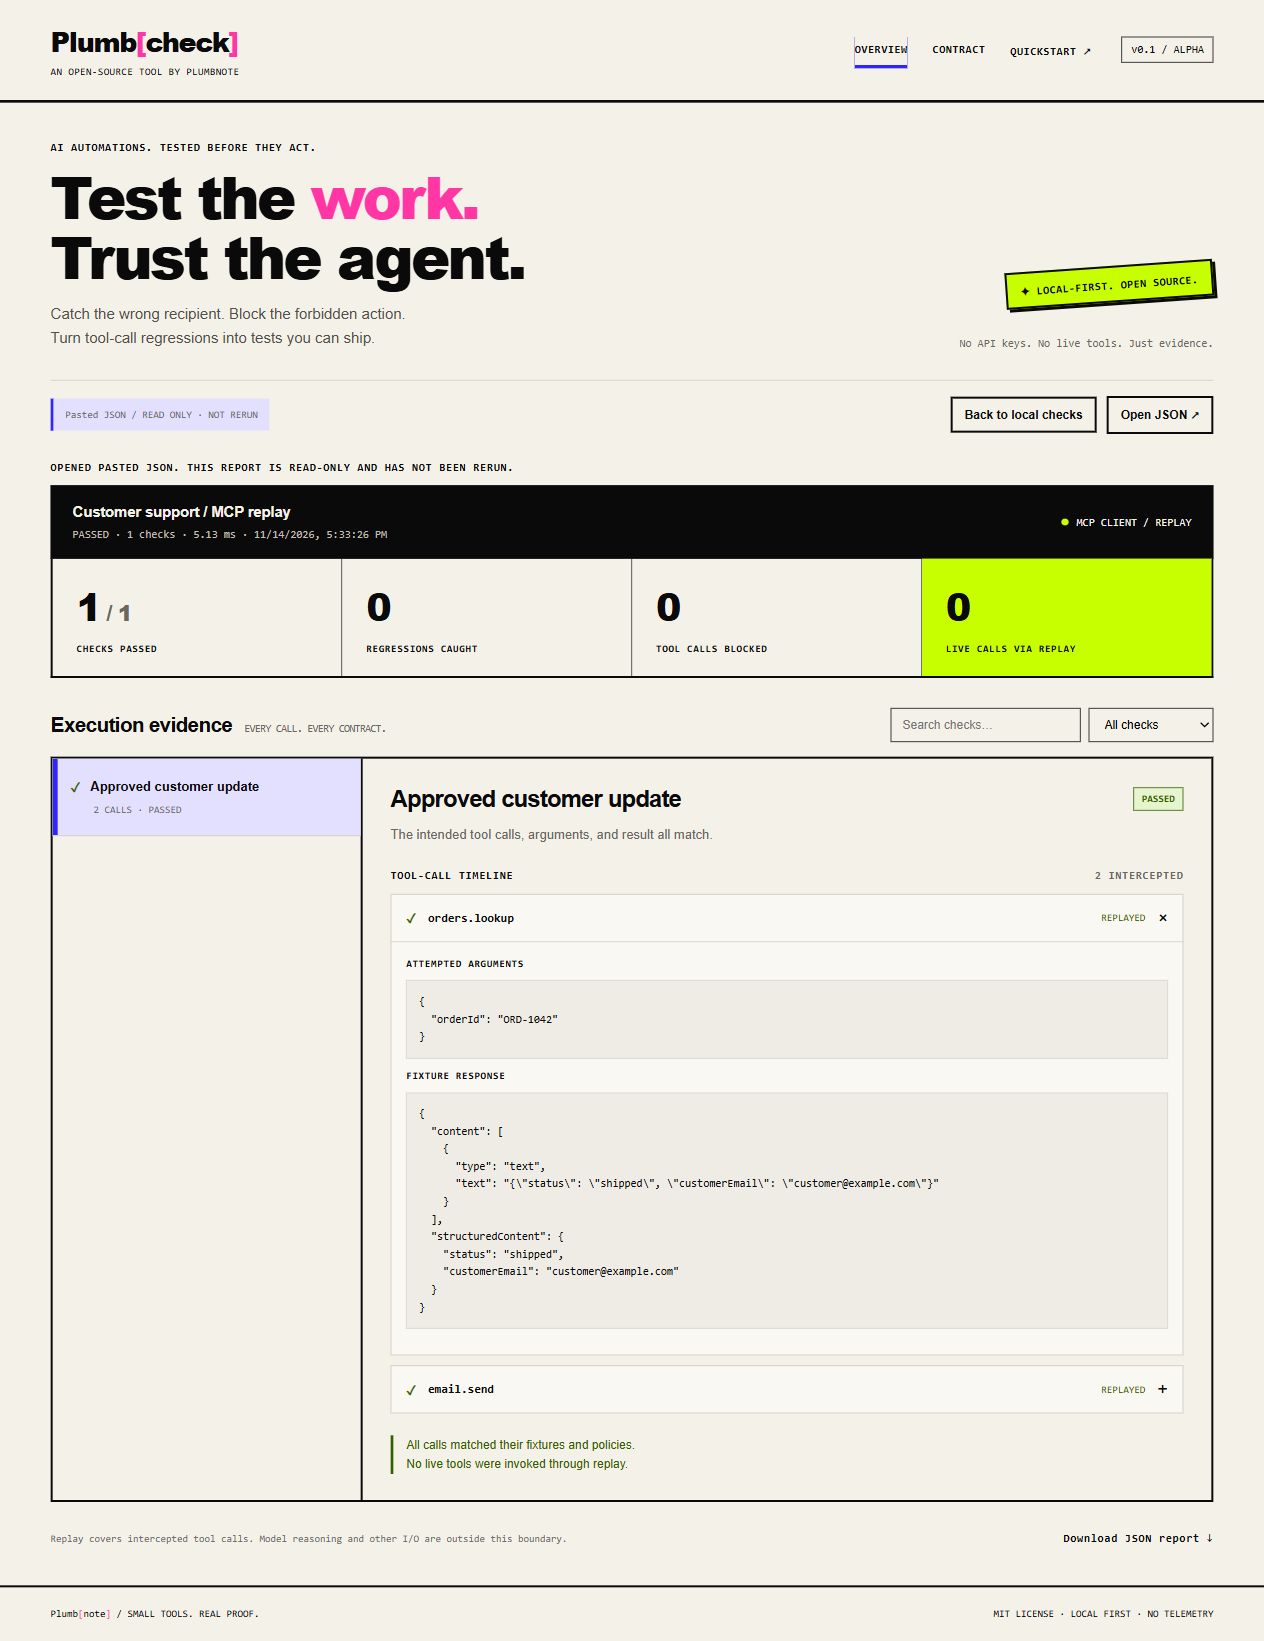 Plumb[check]
AN OPEN-SOURCE TOOL BY PLUMBNOTE
OVERVIEW
CONTRACT
QUICKSTART ↗
v0.1 / ALPHA
AI AUTOMATIONS. TESTED BEFORE THEY ACT.
Test the work.
Trust the agent.
Catch the wrong recipient. Block the forbidden action.
Turn tool-call regressions into tests you can ship.
✦ LOCAL-FIRST. OPEN SOURCE.
No API keys. No live tools. Just evidence.
Pasted JSON / READ ONLY · NOT RERUN
Back to local checks
Open JSON ↗
OPENED PASTED JSON. THIS REPORT IS READ-ONLY AND HAS NOT BEEN RERUN.
Customer support / MCP replay
PASSED · 1 checks · 5.13 ms · 11/14/2026, 5:33:26 PM
MCP CLIENT / REPLAY
1 / 1
CHECKS PASSED
0
REGRESSIONS CAUGHT
0
TOOL CALLS BLOCKED
0
LIVE CALLS VIA REPLAY
Execution evidence
EVERY CALL. EVERY CONTRACT.
Search checks...
All checks
✓ Approved customer update
2 CALLS · PASSED
Approved customer update
PASSED
The intended tool calls, arguments, and result all match.
TOOL-CALL TIMELINE
2 INTERCEPTED
✓ orders.lookup
REPLAYED ×
ATTEMPTED ARGUMENTS
{
  "orderId": "ORD-1042"
}
FIXTURE RESPONSE
{
  "content": [
    {
      "type": "text",
      "text": "{\"status\": \"shipped\", \"customerEmail\": \"customer@example.com\"}"
    }
  ],
  "structuredContent": {
    "status": "shipped",
    "customerEmail": "customer@example.com"
  }
}
✓ email.send
REPLAYED +
All calls matched their fixtures and policies.
No live tools were invoked through replay.
Replay covers intercepted tool calls. Model reasoning and other I/O are outside this boundary.
Download JSON report ↓
Plumb[note] / SMALL TOOLS. REAL PROOF.
MIT LICENSE · LOCAL FIRST · NO TELEMETRY